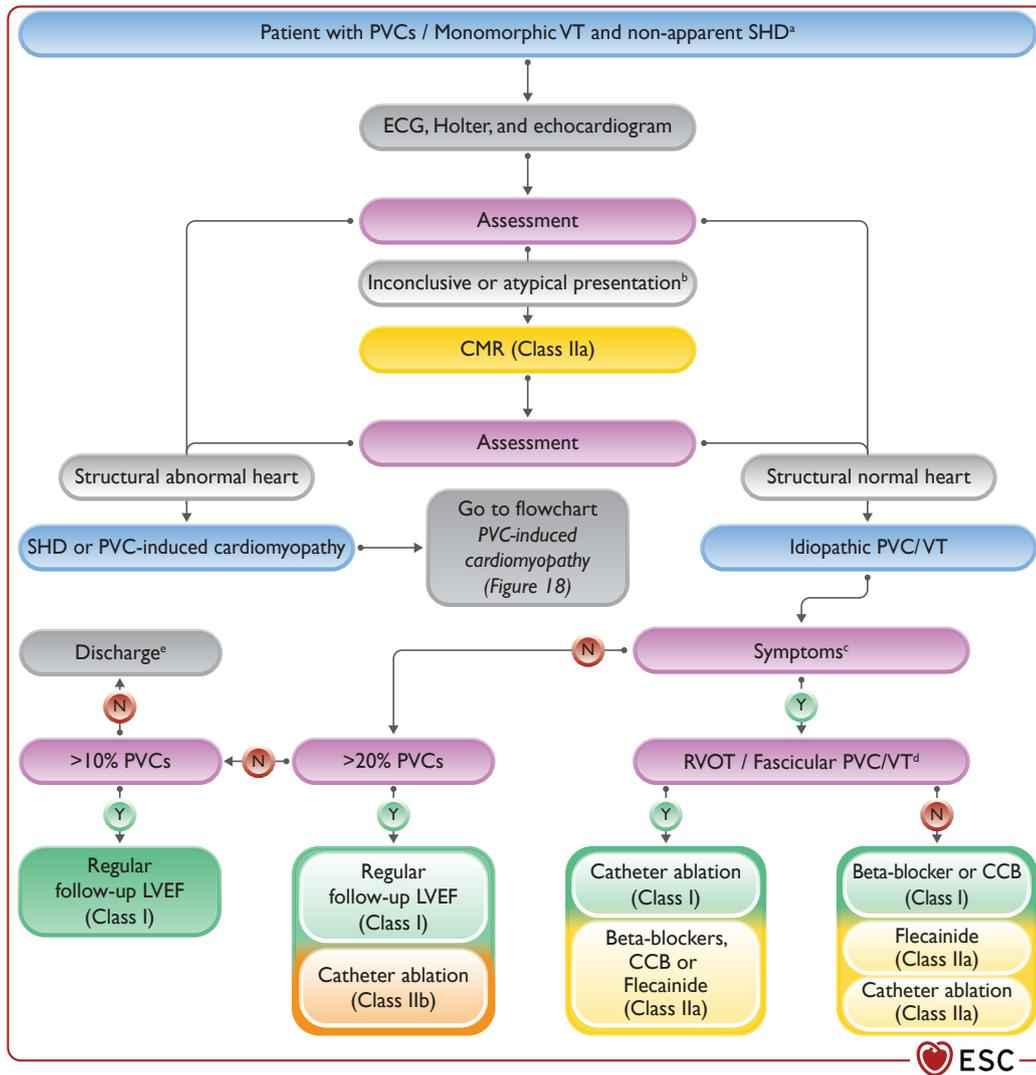 Patient with PVCs / Monomorphic VT and non-apparent SHDᵃ
ECG, Holter, and echocardiogram
Assessment
Inconclusive or atypical presentationᵇ
CMR (Class IIa)
Assessment
Structural abnormal heart
Structural normal heart
SHD or PVC-induced cardiomyopathy
Go to flowchart
PVC-induced
cardiomyopathy
(Figure 18)
Idiopathic PVC/VT
Dischargeᵉ
N
Symptomsᶜ
N
Y
>10% PVCs
N
>20% PVCs
RVOT / Fascicular PVC/VTᵈ
Y
Y
Y
N
Regular
follow-up LVEF
(Class I)
Regular
follow-up LVEF
(Class I)
Catheter ablation
(Class IIb)
Catheter ablation
(Class I)
Beta-blockers,
CCB or
Flecainide
(Class IIa)
Beta-blocker or CCB
(Class I)
Flecainide
(Class IIa)
Catheter ablation
(Class IIa)
ESC